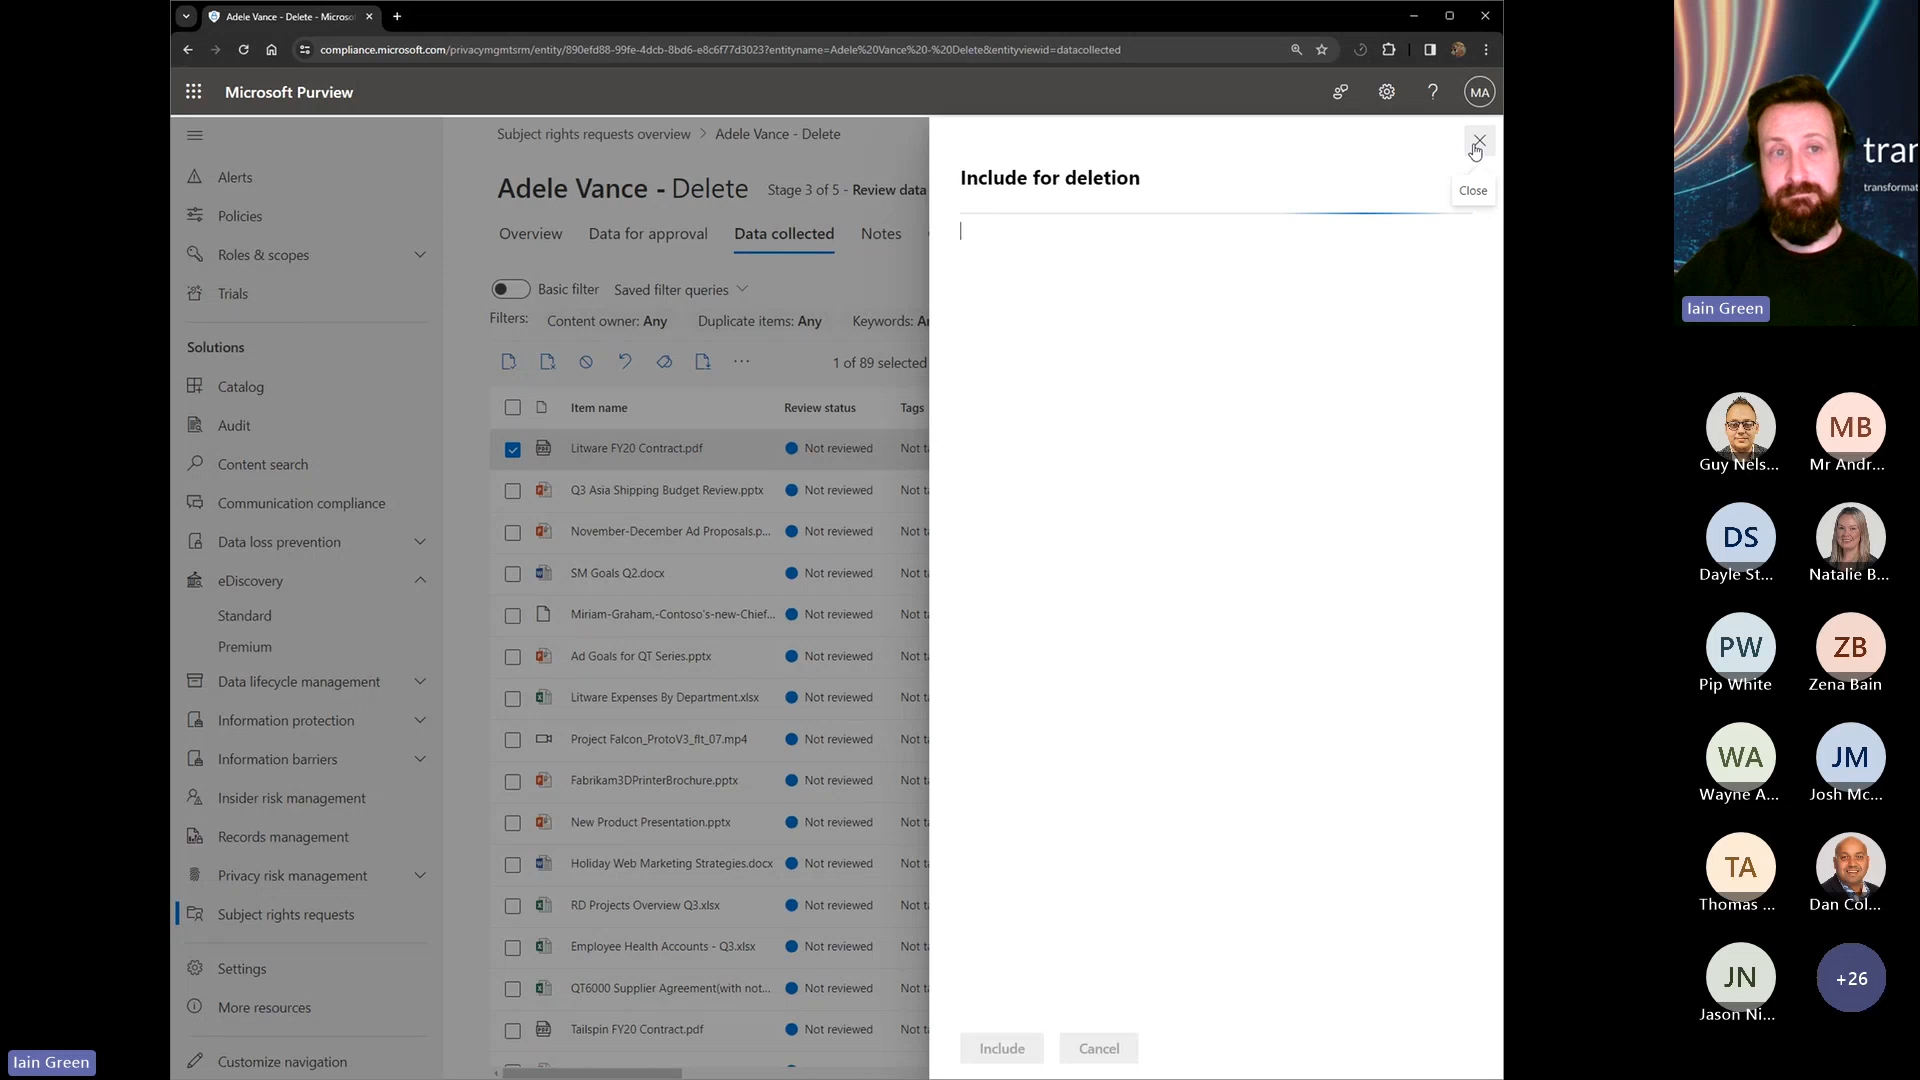 Adele Vance - Delete - Microso
compliance.microsoft.com/privacymgmtsrm/entity/890efd88-99fe-4dcb-8bd6-e8c6f77d3023?entityname=Adele%20Vance%20-%20Delete&entityviewid=datacollected
Microsoft Purview
MA
Subject rights requests overview > Adele Vance - Delete
Adele Vance - Delete
Stage 3 of 5 - Review data
Overview
Data for approval
Data collected
Notes
Basic filter
Saved filter queries
Filters:
Content owner: Any
Duplicate items: Any
Keywords: A
1 of 89 selected
Item name
Review status
Tags
Litware FY20 Contract.pdf
Not reviewed
Not t
Q3 Asia Shipping Budget Review.pptx
Not reviewed
Not t
November-December Ad Proposals.p...
Not reviewed
Not t
SM Goals Q2.docx
Not reviewed
Not t
Miriam-Graham,-Contoso's-new-Chief...
Not reviewed
Not t
Ad Goals for QT Series.pptx
Not reviewed
Not t
Litware Expenses By Department.xlsx
Not reviewed
Not t
Project Falcon_ProtoV3_flt_07.mp4
Not reviewed
Not t
Fabrikam3DPrinterBrochure.pptx
Not reviewed
Not t
New Product Presentation.pptx
Not reviewed
Not t
Holiday Web Marketing Strategies.docx
Not reviewed
Not t
RD Projects Overview Q3.xlsx
Not reviewed
Not t
Employee Health Accounts - Q3.xlsx
Not reviewed
Not t
QT6000 Supplier Agreement(with not...
Not reviewed
Not t
Tailspin FY20 Contract.pdf
Not reviewed
Not t
Alerts
Policies
Roles & scopes
Trials
Solutions
Catalog
Audit
Content search
Communication compliance
Data loss prevention
eDiscovery
Standard
Premium
Data lifecycle management
Information protection
Information barriers
Insider risk management
Records management
Privacy risk management
Subject rights requests
Settings
More resources
Customize navigation
Include for deletion
Close
Include
Cancel
tran
transformat
Iain Green
Guy Nels...
MB
Mr Andr...
DS
Dayle St...
Natalie B...
PW
Pip White
ZB
Zena Bain
WA
Wayne A...
JM
Josh Mc...
TA
Thomas ...
Dan Col...
JN
Jason Ni...
+26
Iain Green